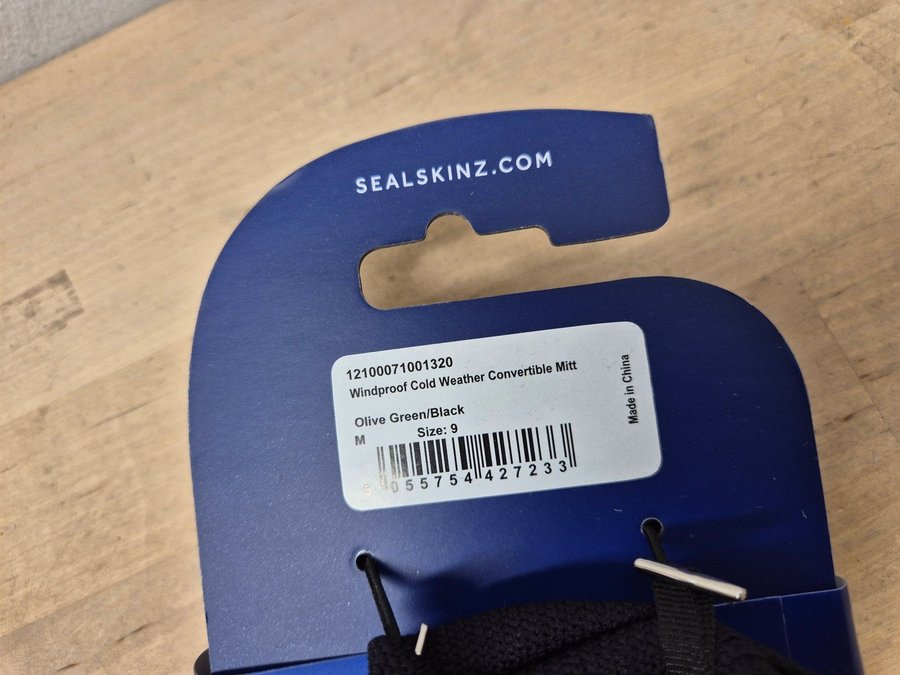 SEALSKINZ.COM
12100071001320
Windproof Cold Weather Convertible Mitt
Olive Green/Black
M Size: 9
5 055754 427233
Made in China